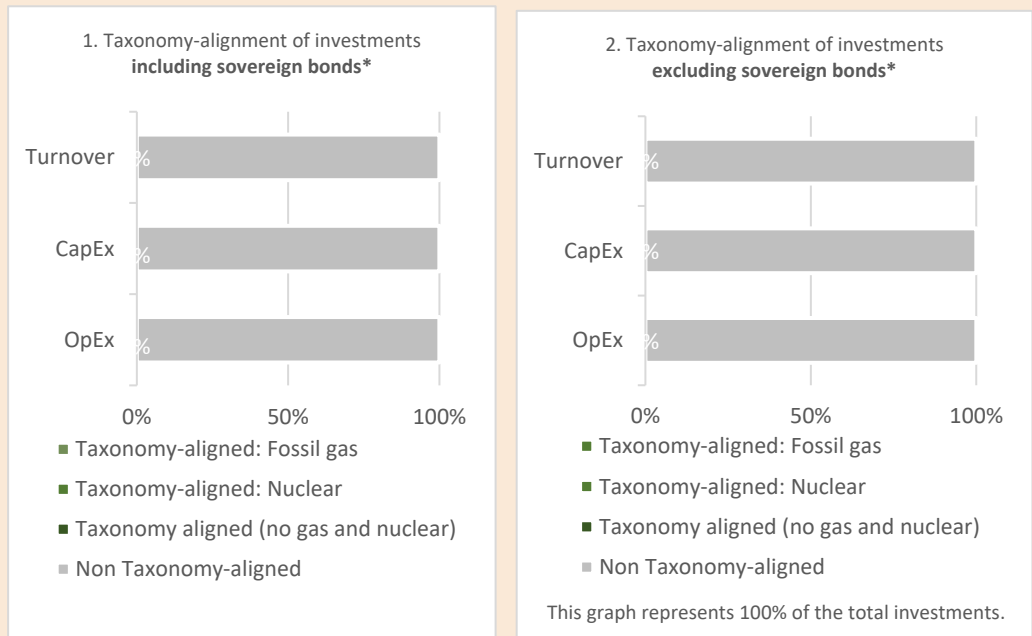 1. Taxonomy-alignment of investments
including sovereign bonds*
Turnover
%
CapEx
%
OpEx
%
0% 50% 100%
Taxonomy-aligned: Fossil gas
Taxonomy-aligned: Nuclear
Taxonomy aligned (no gas and nuclear)
Non Taxonomy-aligned
2. Taxonomy-alignment of investments
excluding sovereign bonds*
Turnover
%
CapEx
%
OpEx
%
0% 50% 100%
Taxonomy-aligned: Fossil gas
Taxonomy-aligned: Nuclear
Taxonomy aligned (no gas and nuclear)
Non Taxonomy-aligned
This graph represents 100% of the total investments.